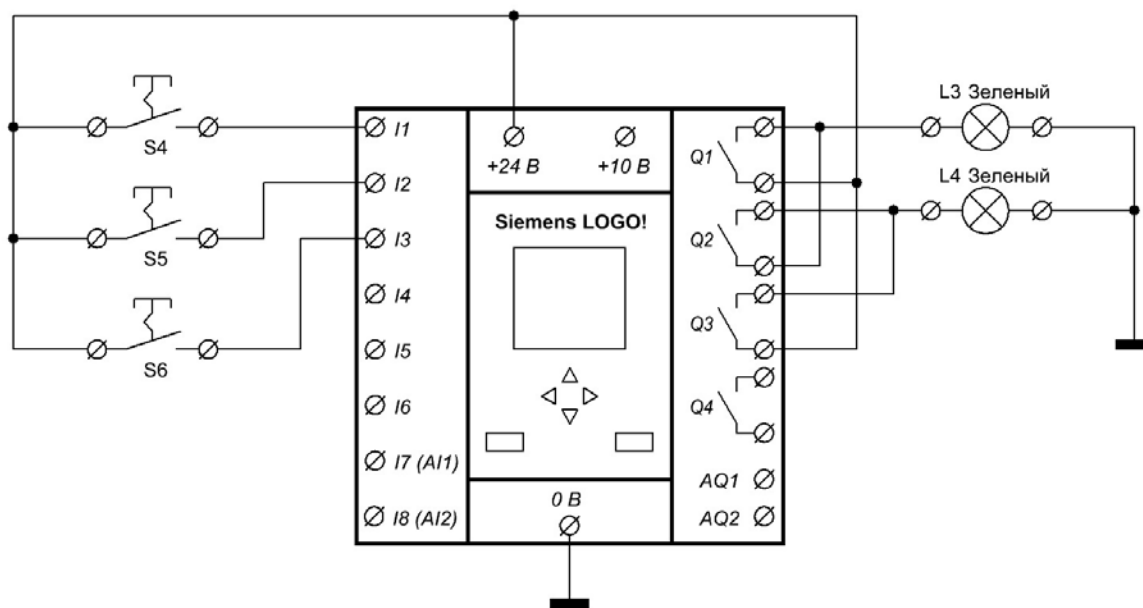 S4
S5
S6
I1
I2
I3
I4
I5
I6
I7 (AI1)
I8 (AI2)
+24 В
+10 В
Siemens LOGO!
0 В
Q1
Q2
Q3
Q4
AQ1
AQ2
L3 Зеленый
L4 Зеленый